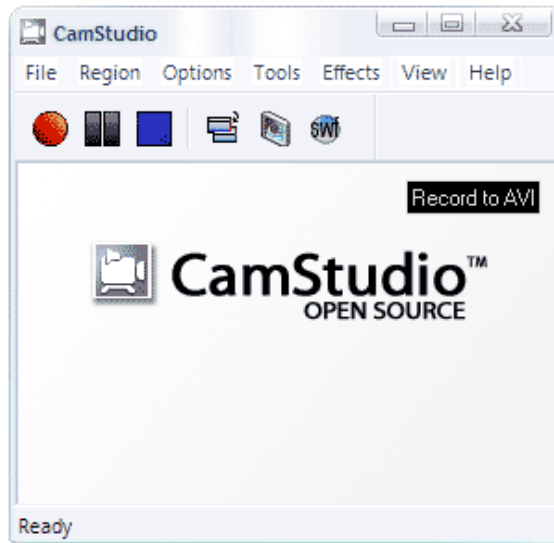 CamStudio
File Region Options Tools Effects View Help
swf
Record to AVI
CamStudio™
OPEN SOURCE
Ready